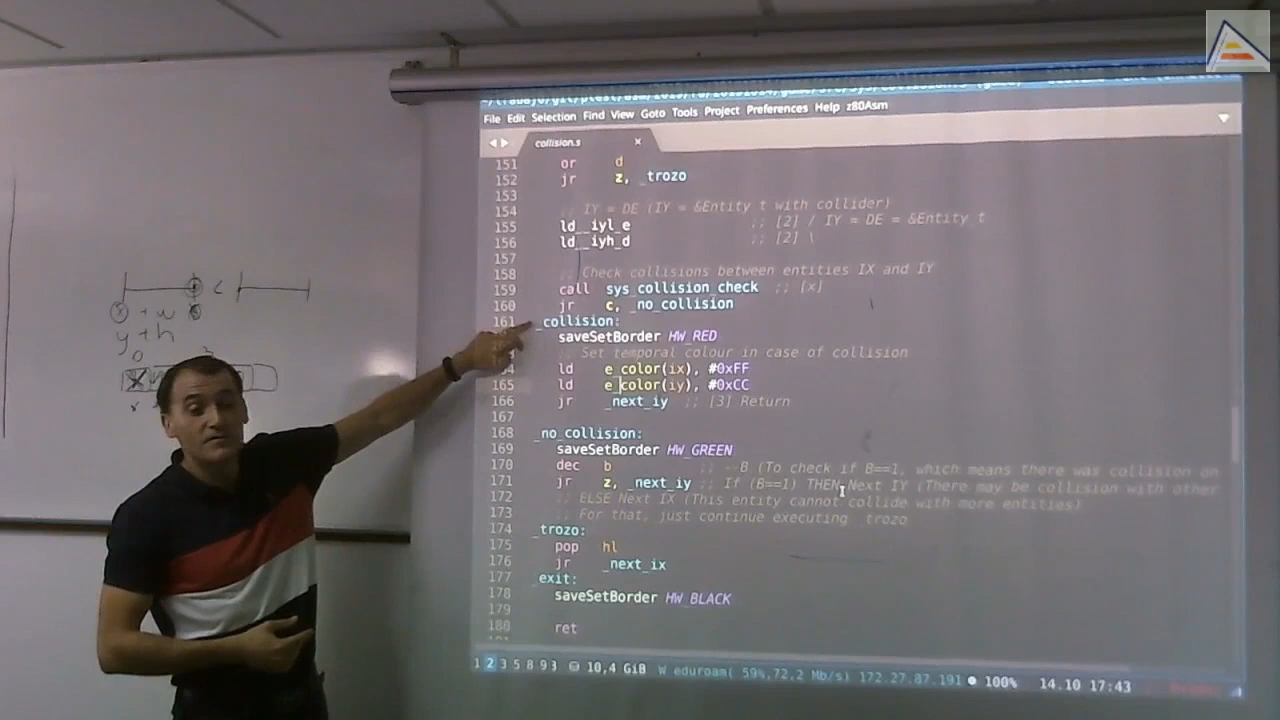 File Edit Selection Find View Goto Tools Project Preferences Help z80Asm
collision.s ×
151 or d
152 jr z, _trozo
153
154 ;; IY = DE (IY = &Entity_t with collider)
155 ld__iyl_e ;; [2] / IY = DE = &Entity_t
156 ld__iyh_d ;; [2] \
157
158 ;; Check collisions between entities IX and IY
159 call sys_collision_check ;; [x]
160 jr c, _no_collision
161 _collision:
saveSetBorder HW_RED
;; Set temporal colour in case of collision
ld e_color(ix), #0xFF
165 ld e_color(iy), #0xCC
166 jr _next_iy ;; [3] Return
167
168 _no_collision:
169 saveSetBorder HW_GREEN
170 dec b ;; --B (To check if B==1, which means there was collision on
171 jr z, _next_iy ;; If (B==1) THEN Next IY (There may be collision with other
172 ;; ELSE Next IX (This entity cannot collide with more entities)
173 ;; For that, just continue executing _trozo
174 _trozo:
175 pop hl
176 jr _next_ix
177 _exit:
178 saveSetBorder HW_BLACK
179
180 ret
1 2 3 5 8 9 3 10,4 GiB W eduroam( 59%,72,2 Mb/s) 172.27.87.191 100% 14.10 17:43
<
x + w
y + h
0